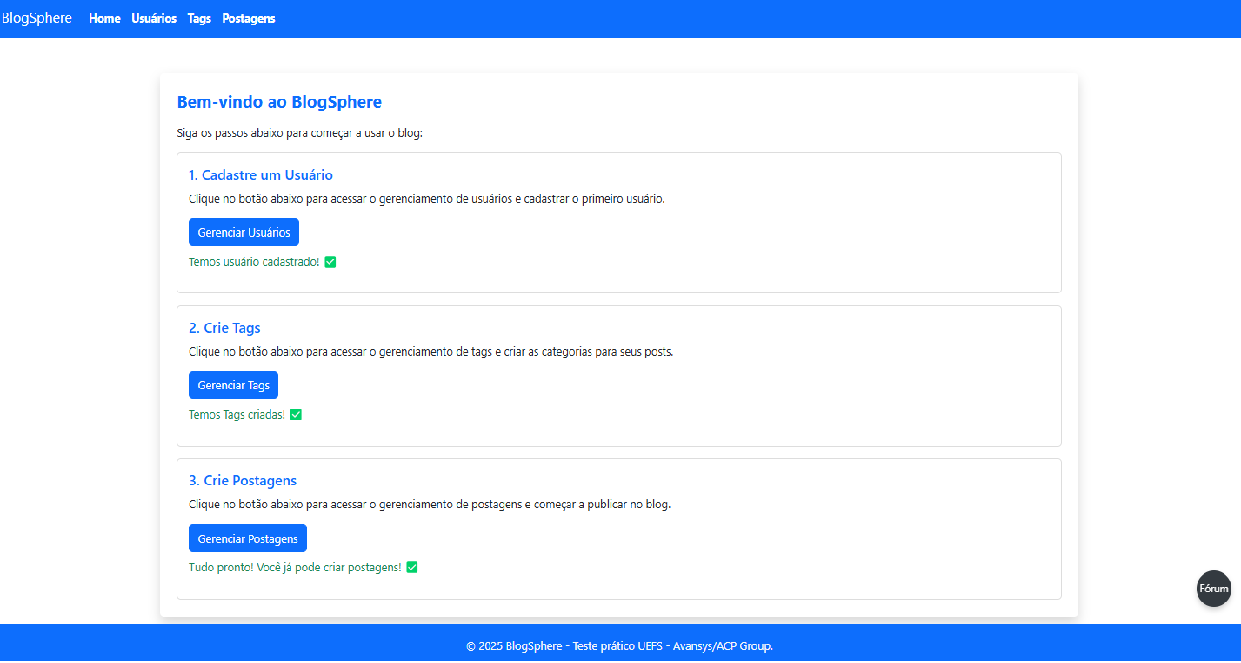 BlogSphere Home Usuários Tags Postagens
Bem-vindo ao BlogSphere
Siga os passos abaixo para começar a usar o blog:
1. Cadastre um Usuário
Clique no botão abaixo para acessar o gerenciamento de usuários e cadastrar o primeiro usuário.
Gerenciar Usuários
Temos usuário cadastrado! ✅
2. Crie Tags
Clique no botão abaixo para acessar o gerenciamento de tags e criar as categorias para seus posts.
Gerenciar Tags
Temos Tags criadas! ✅
3. Crie Postagens
Clique no botão abaixo para acessar o gerenciamento de postagens e começar a publicar no blog.
Gerenciar Postagens
Tudo pronto! Você já pode criar postagens! ✅
Fórum
© 2025 BlogSphere - Teste prático UEFS - Avansys/ACP Group.